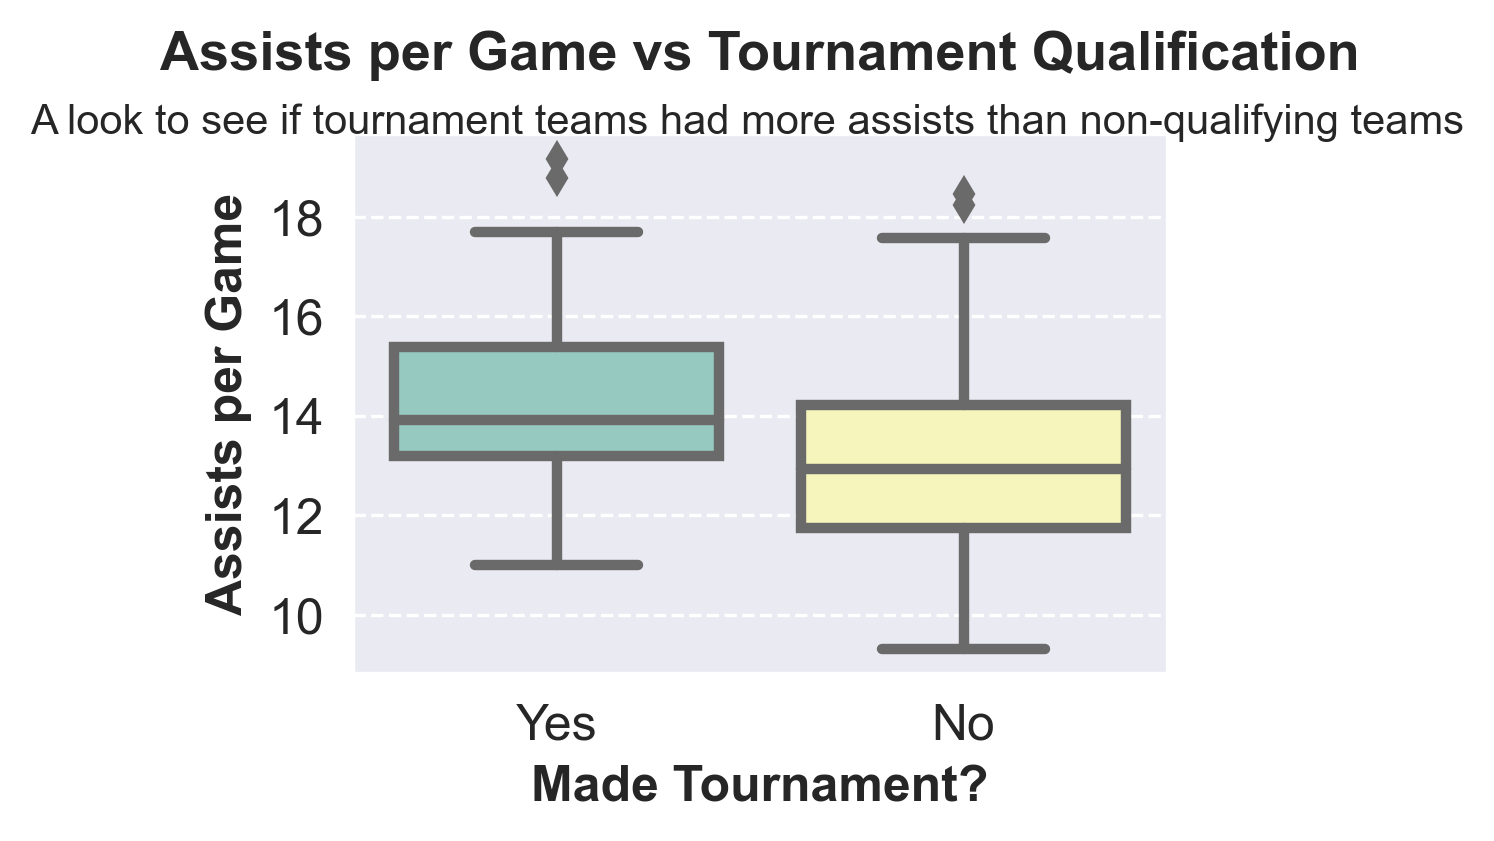 Assists per Game vs Tournament Qualification
A look to see if tournament teams had more assists than non-qualifying teams
Assists per Game
18
16
14
12
10
Yes No
Made Tournament?